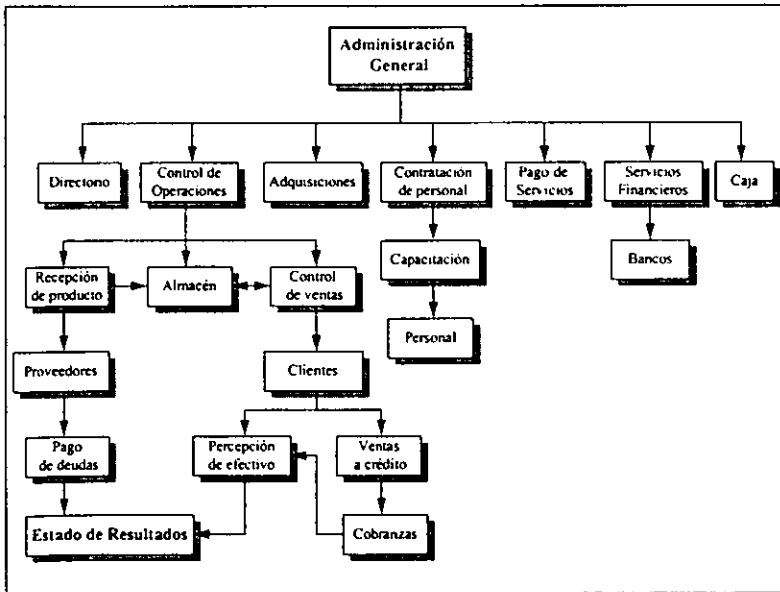 Administración
General
Directorio
Control de
Operaciones
Adquisiciones
Contratación
de personal
Pago de
Servicios
Servicios
Financieros
Caja
Recepción
de producto
Almacén
Control
de ventas
Capacitación
Bancos
Personal
Proveedores
Clientes
Pago
de deudas
Percepción
de efectivo
Ventas
a crédito
Estado de Resultados
Cobranzas